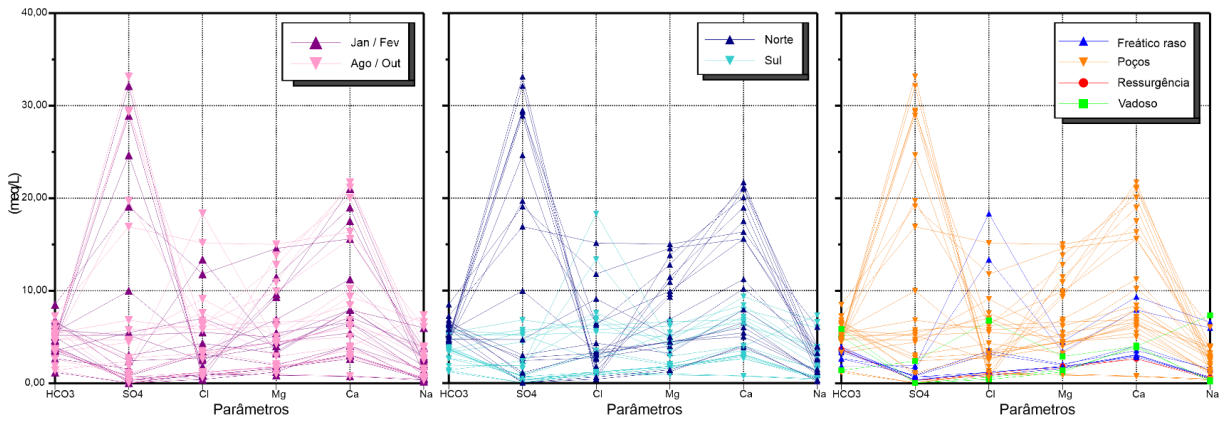 40,00
30,00
20,00
10,00
0,00
(meq/L)
Jan / Fev
Ago / Out
HCO3 SO4 Cl Mg Ca Na
Parâmetros
Norte
Sul
HCO3 SO4 Cl Mg Ca Na
Parâmetros
Freático raso
Poços
Ressurgência
Vadoso
HCO3 SO4 Cl Mg Ca Na
Parâmetros